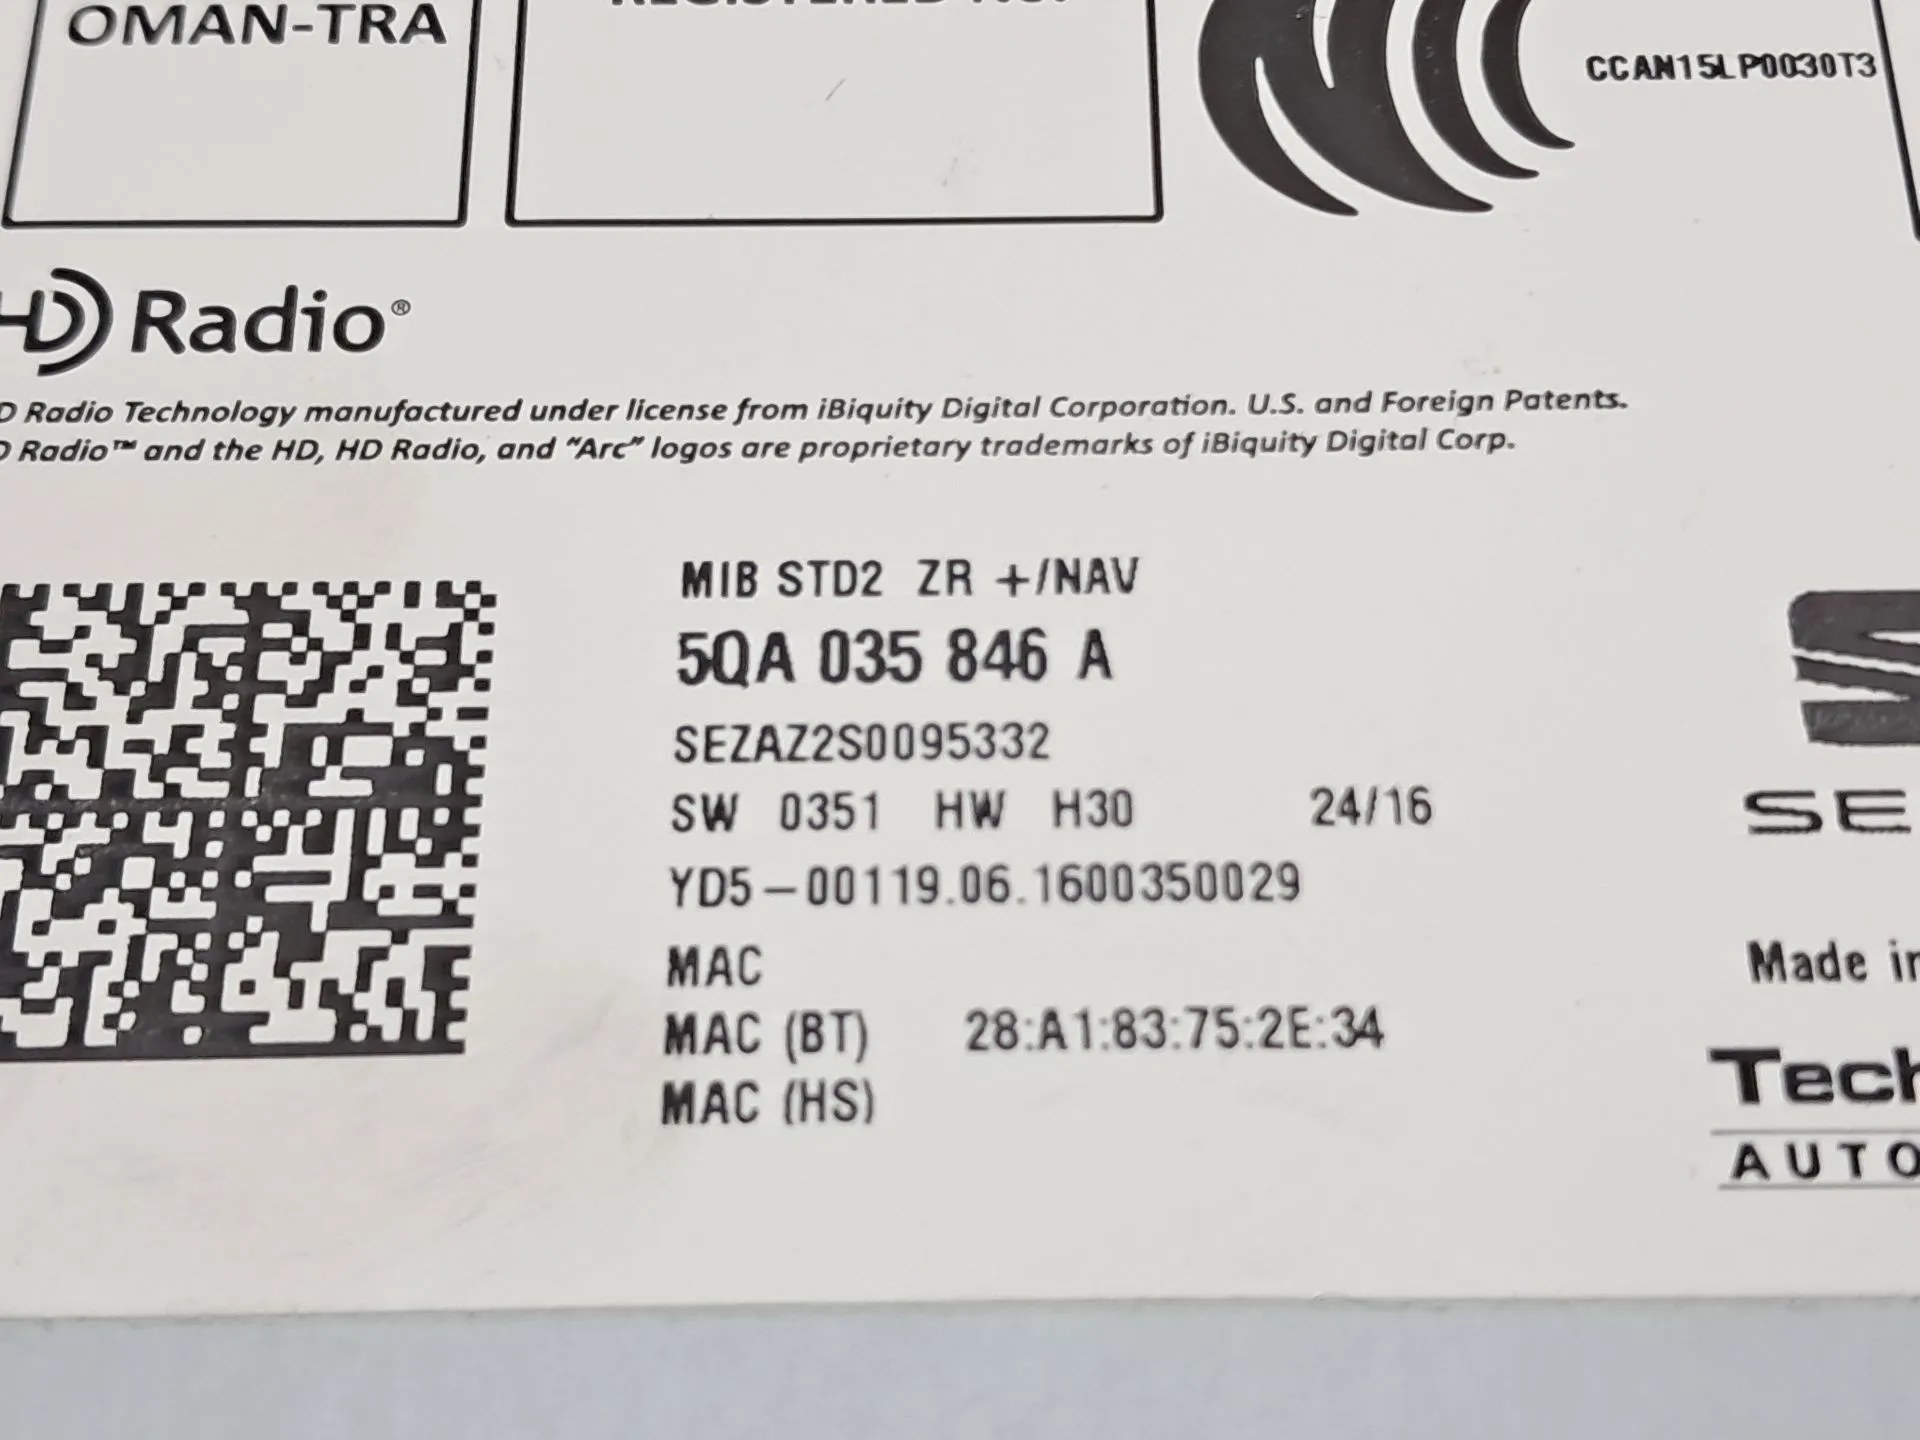 OMAN-TRA
CCAN15LP0030T3
HD Radio®
D Radio Technology manufactured under license from iBiquity Digital Corporation. U.S. and Foreign Patents.
D Radio™ and the HD, HD Radio, and "Arc" logos are proprietary trademarks of iBiquity Digital Corp.
MIB STD2 ZR +/NAV
5QA 035 846 A
SEZAZ2S0095332
SW 0351 HW H30 24/16
YD5-00119.06.1600350029
MAC
MAC (BT) 28:A1:83:75:2E:34
MAC (HS)
SE
Made in
Tech
AUTO